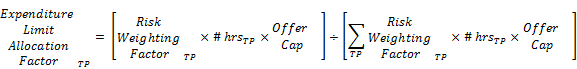 Expenditure Limit Allocation Factor TP = [Risk Weighting Factor TP × # hrsTP × Offer Cap] ÷ [∑TP Risk Weighting Factor TP × # hrsTP × Offer Cap]